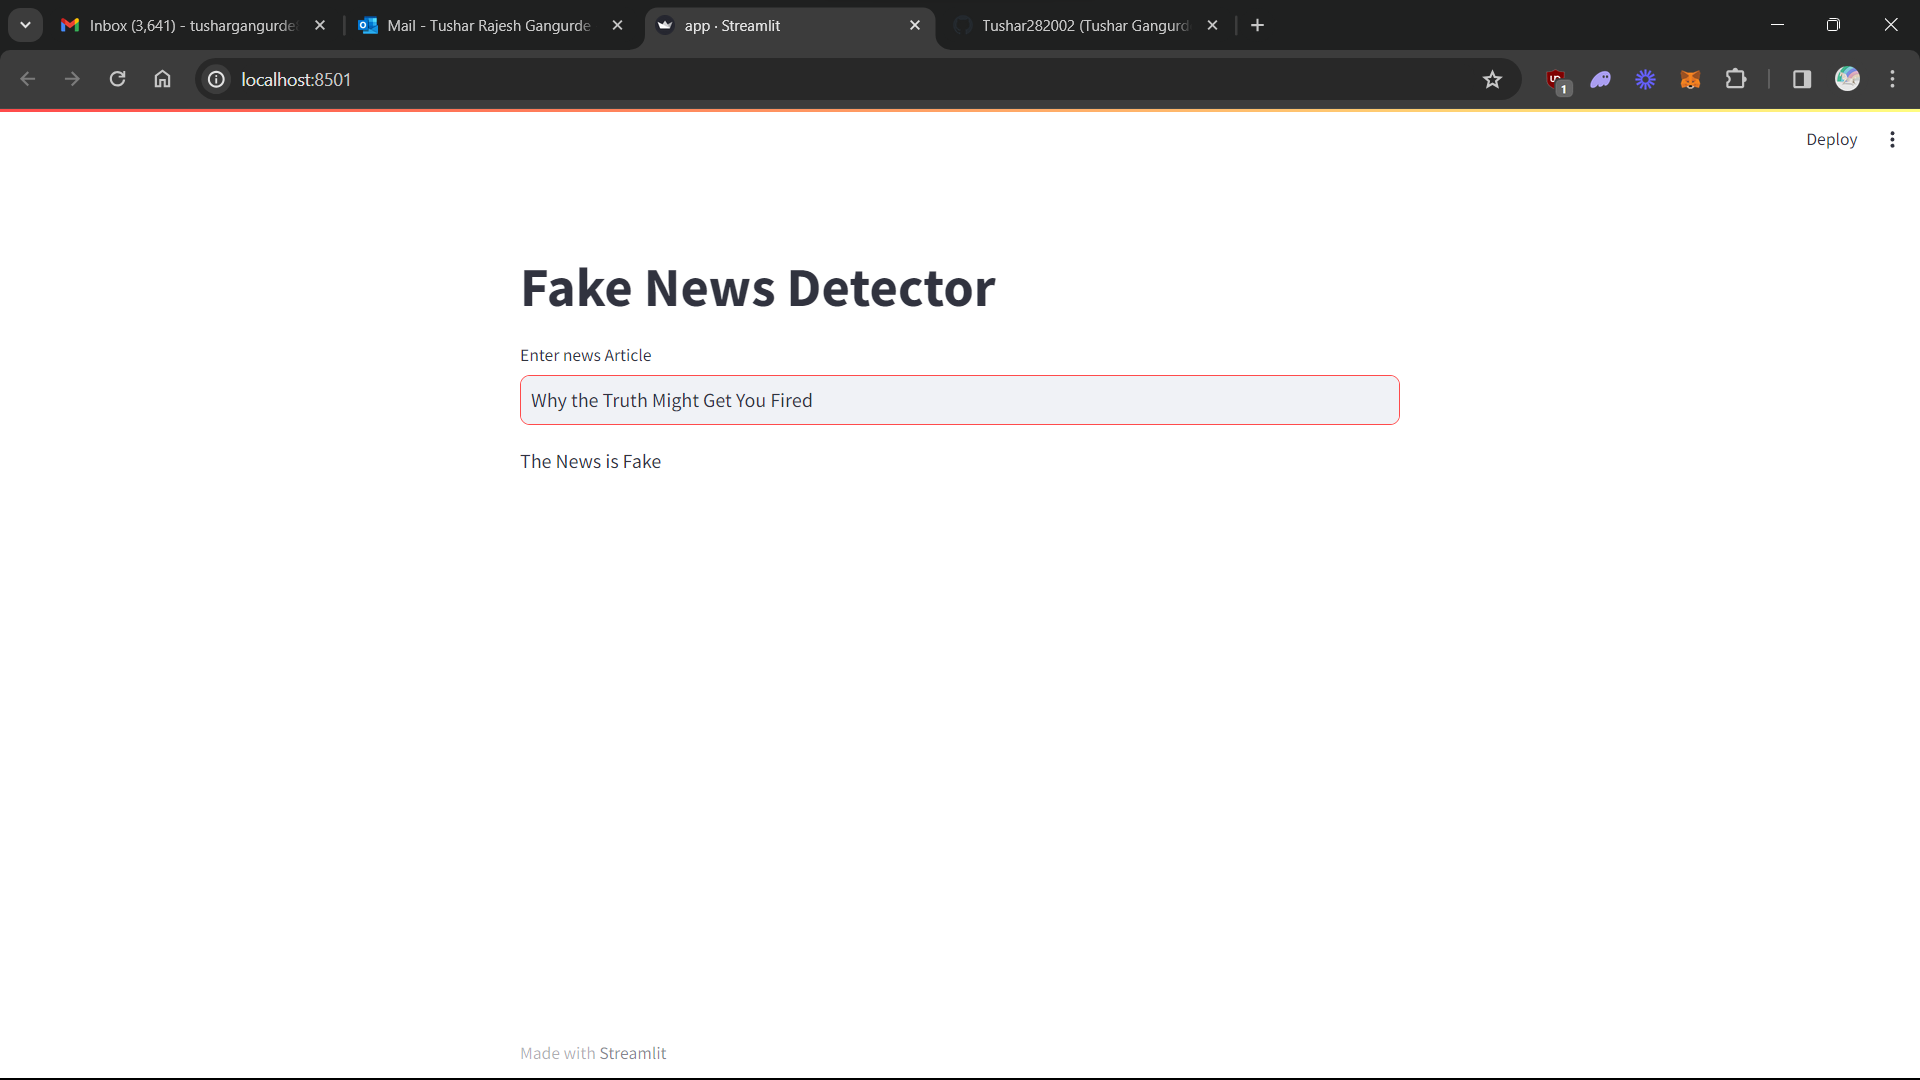 Inbox (3,641) - tushargangurde
Mail - Tushar Rajesh Gangurde
app · Streamlit
Tushar282002 (Tushar Gangurd
localhost:8501
1
Deploy
Fake News Detector
Enter news Article
Why the Truth Might Get You Fired
The News is Fake
Made with Streamlit